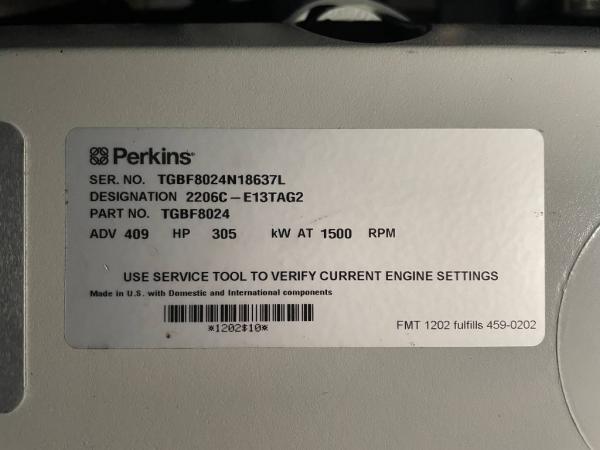 Perkins®
SER. NO. TGBF8024N18637L
DESIGNATION 2206C-E13TAG2
PART NO. TGBF8024
ADV 409 HP 305 kW AT 1500 RPM
USE SERVICE TOOL TO VERIFY CURRENT ENGINE SETTINGS
Made in U.S. with Domestic and International components
*1202$10*
FMT 1202 fulfills 459-0202